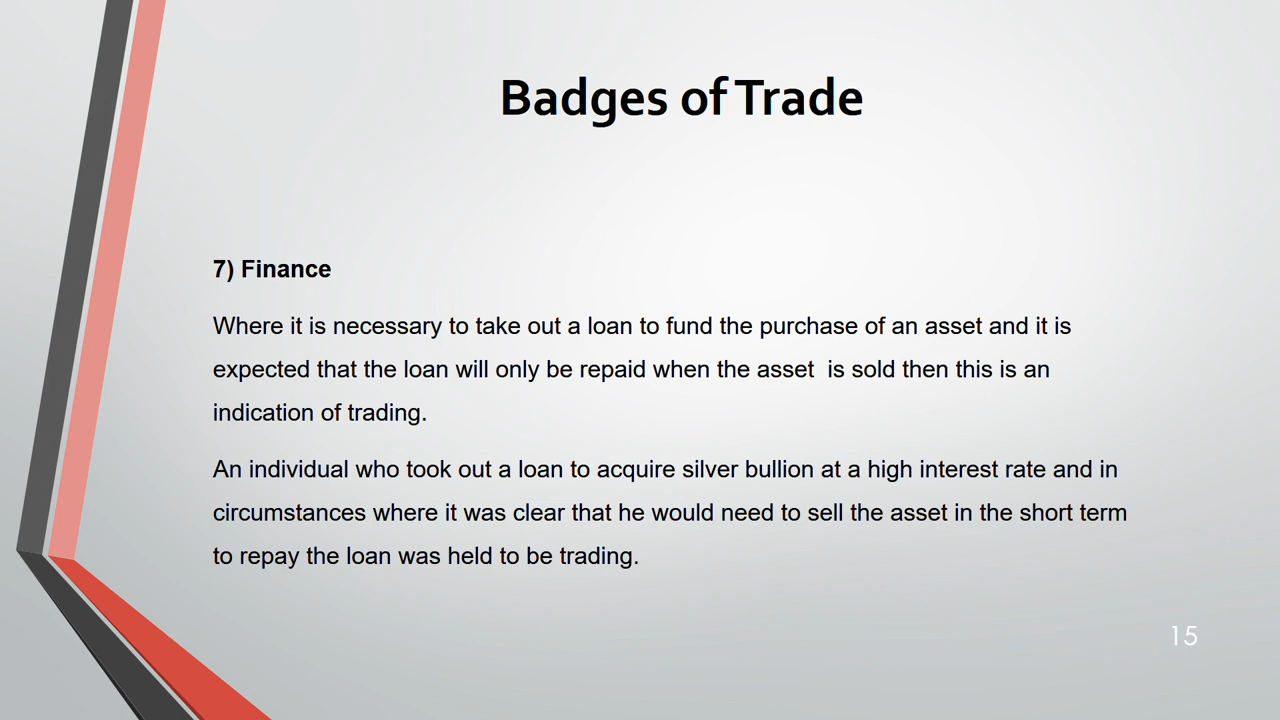 Badges of Trade
7) Finance
Where it is necessary to take out a loan to fund the purchase of an asset and it is
expected that the loan will only be repaid when the asset  is sold then this is an
indication of trading.
An individual who took out a loan to acquire silver bullion at a high interest rate and in
circumstances where it was clear that he would need to sell the asset in the short term
to repay the loan was held to be trading.
15